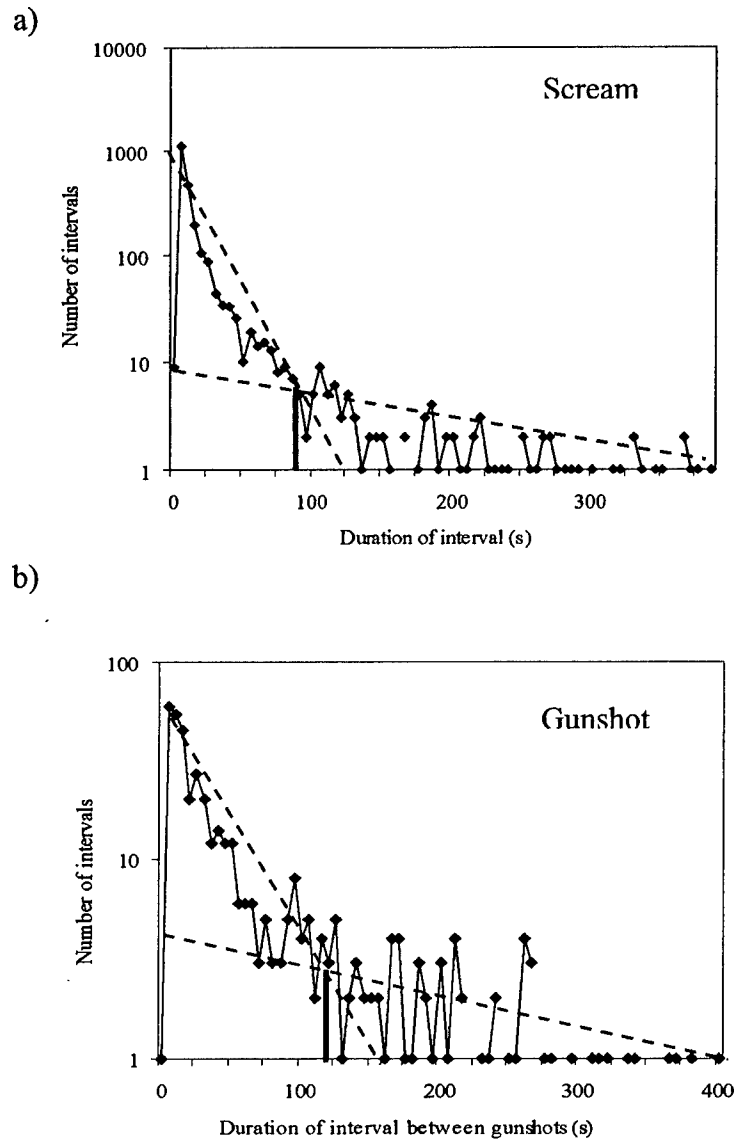 a)
10000
Scream
1000
100
10
1
Number of intervals
0 100 200 300
Duration of interval (s)
b)
100
Gunshot
10
1
Number of intervals
0 100 200 300 400
Duration of interval between gunshots (s)